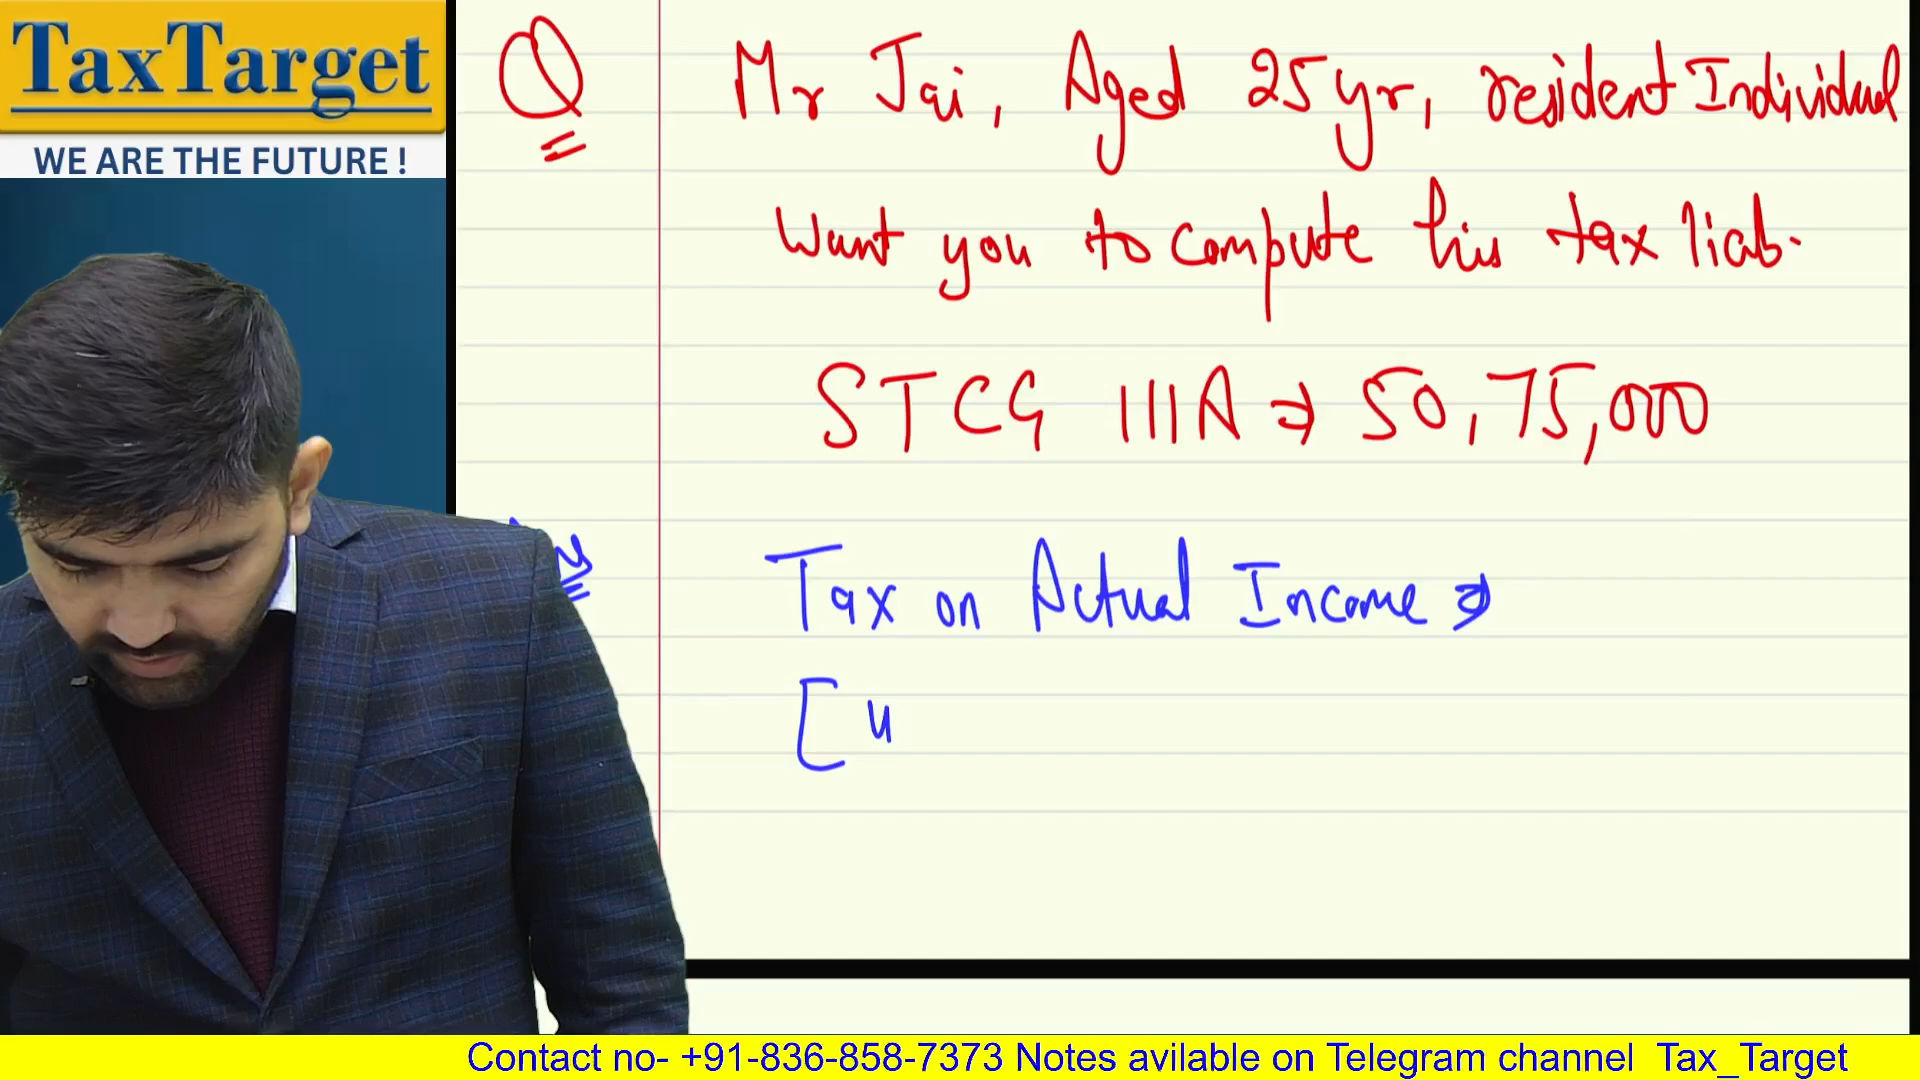 TaxTarget
WE ARE THE FUTURE !
Q Mr Jai, Aged 25 yr, resident Individual
Want you to compute his tax liab.
STCG 111A ⇒ 50,75,000
Tax on Actual Income ⇒
[ u
Contact no- +91-836-858-7373 Notes avilable on Telegram channel Tax_Target